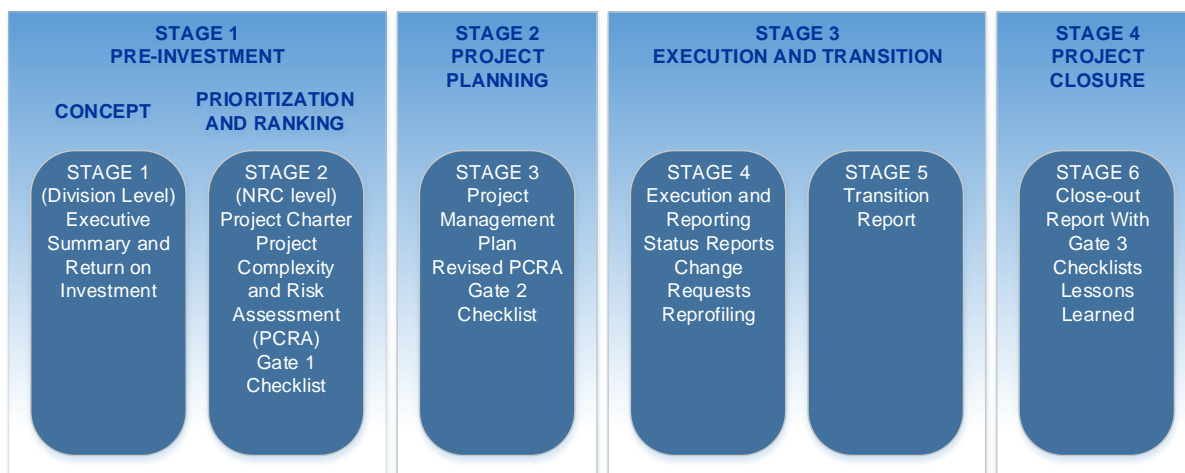 STAGE 1
PRE-INVESTMENT
CONCEPT
PRIORITIZATION
AND RANKING
STAGE 1
(Division Level)
Executive
Summary and
Return on
Investment
STAGE 2
(NRC level)
Project Charter
Project
Complexity
and Risk
Assessment
(PCRA)
Gate 1
Checklist
STAGE 2
PROJECT
PLANNING
STAGE 3
Project
Management
Plan
Revised PCRA
Gate 2
Checklist
STAGE 3
EXECUTION AND TRANSITION
STAGE 4
Execution and
Reporting
Status Reports
Change
Requests
Reprofiling
STAGE 5
Transition
Report
STAGE 4
PROJECT
CLOSURE
STAGE 6
Close-out
Report With
Gate 3
Checklists
Lessons
Learned